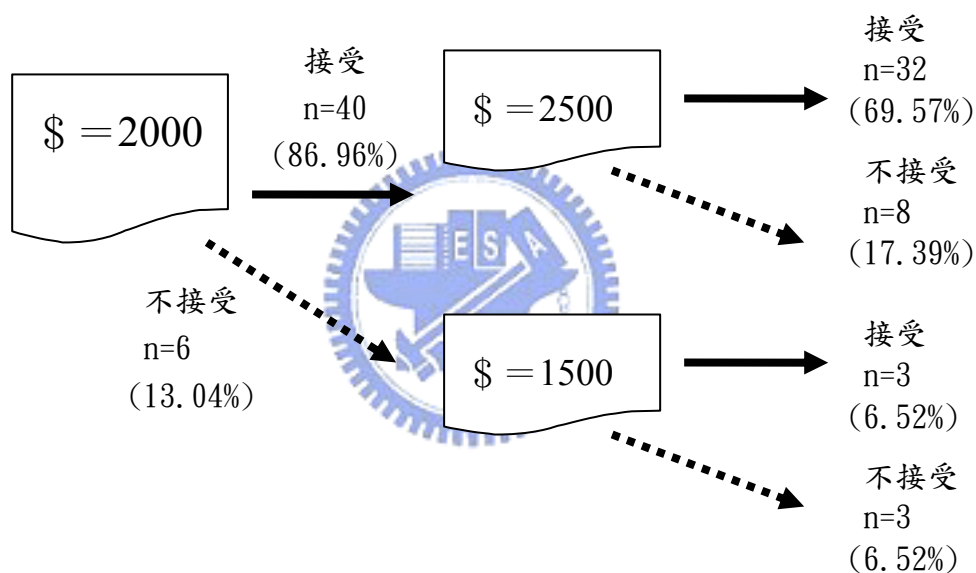 $ =2000
接受
n=40
(86.96%)
不接受
n=6
(13.04%)
$ =2500
接受
n=32
(69.57%)
不接受
n=8
(17.39%)
$ =1500
接受
n=3
(6.52%)
不接受
n=3
(6.52%)
ESA